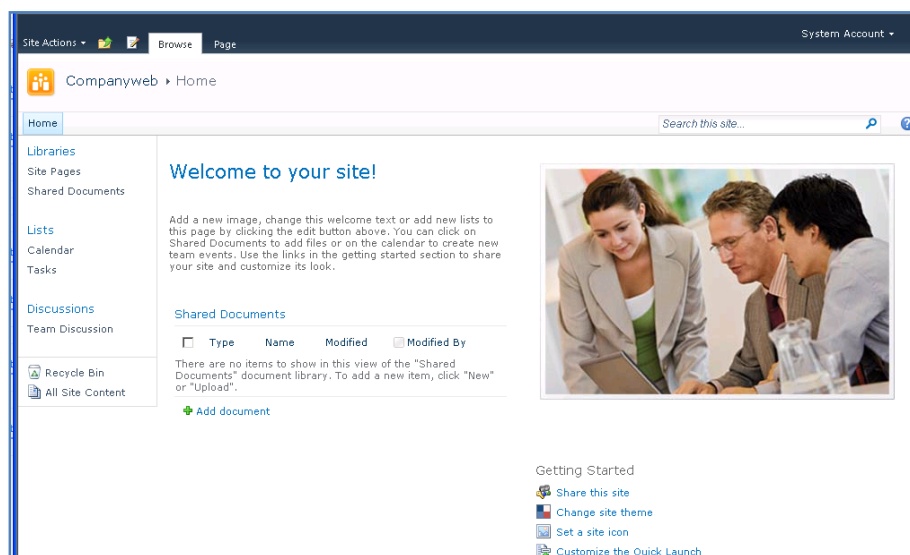 Site Actions
Browse
Page
System Account
Companyweb
Home
Home
Search this site...
Libraries
Site Pages
Shared Documents
Lists
Calendar
Tasks
Discussions
Team Discussion
Recycle Bin
All Site Content
Welcome to your site!
Add a new image, change this welcome text or add new lists to
this page by clicking the edit button above. You can click on
Shared Documents to add files or on the calendar to create new
team events. Use the links in the getting started section to share
your site and customize its look.
Shared Documents
Type Name Modified Modified By
There are no items to show in this view of the "Shared
Documents" document library. To add a new item, click "New"
or "Upload".
Add document
Getting Started
Share this site
Change site theme
Set a site icon
Customize the Quick Launch